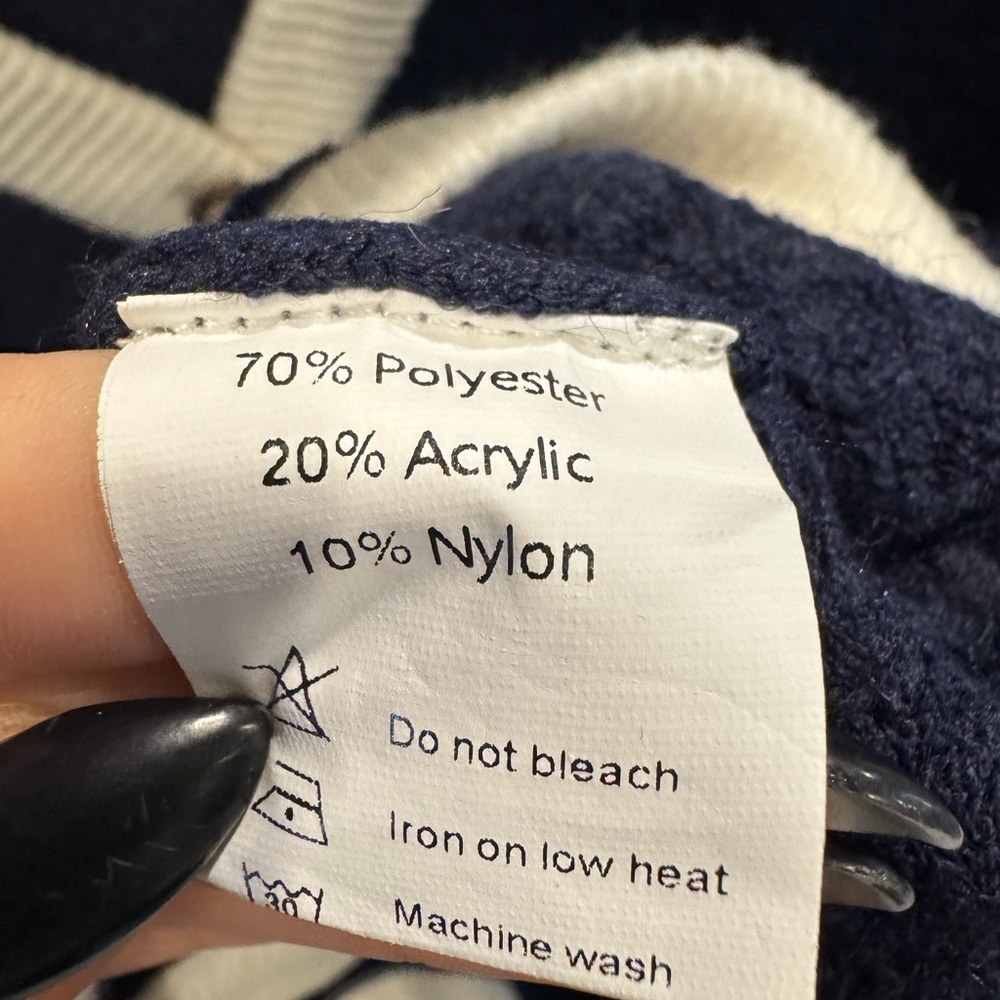 70% Polyester
20% Acrylic
10% Nylon
Do not bleach
Iron on low heat
30 Machine wash